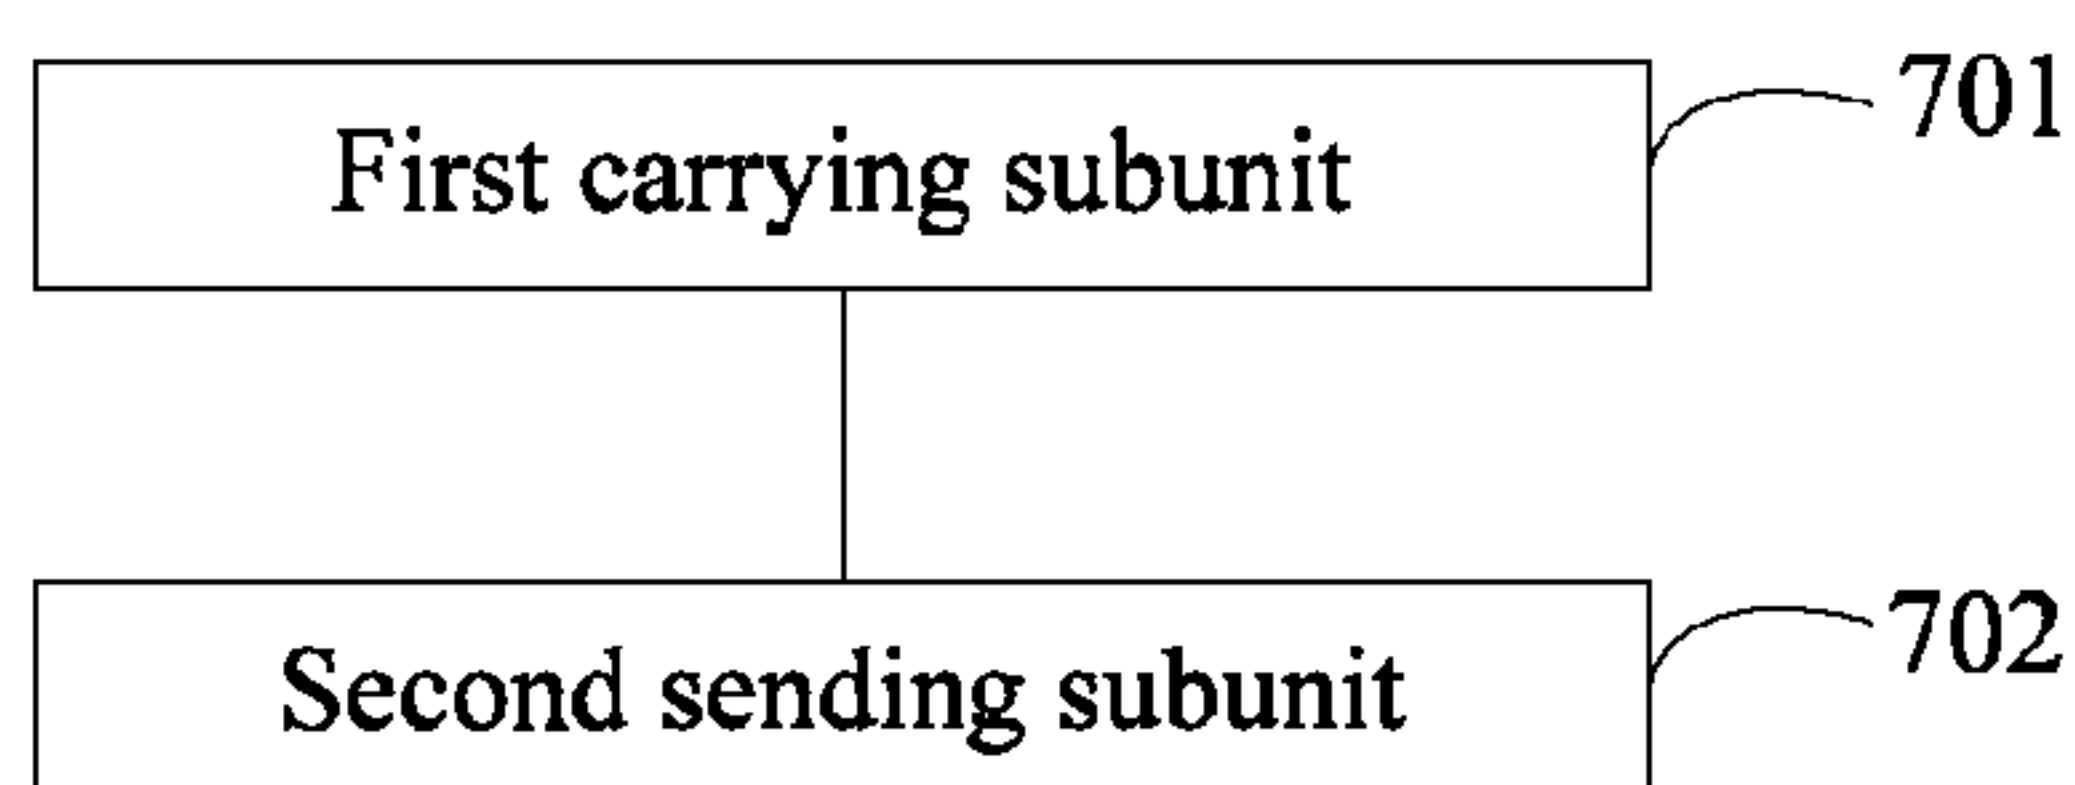 701
First carrying subunit
702
Second sending subunit